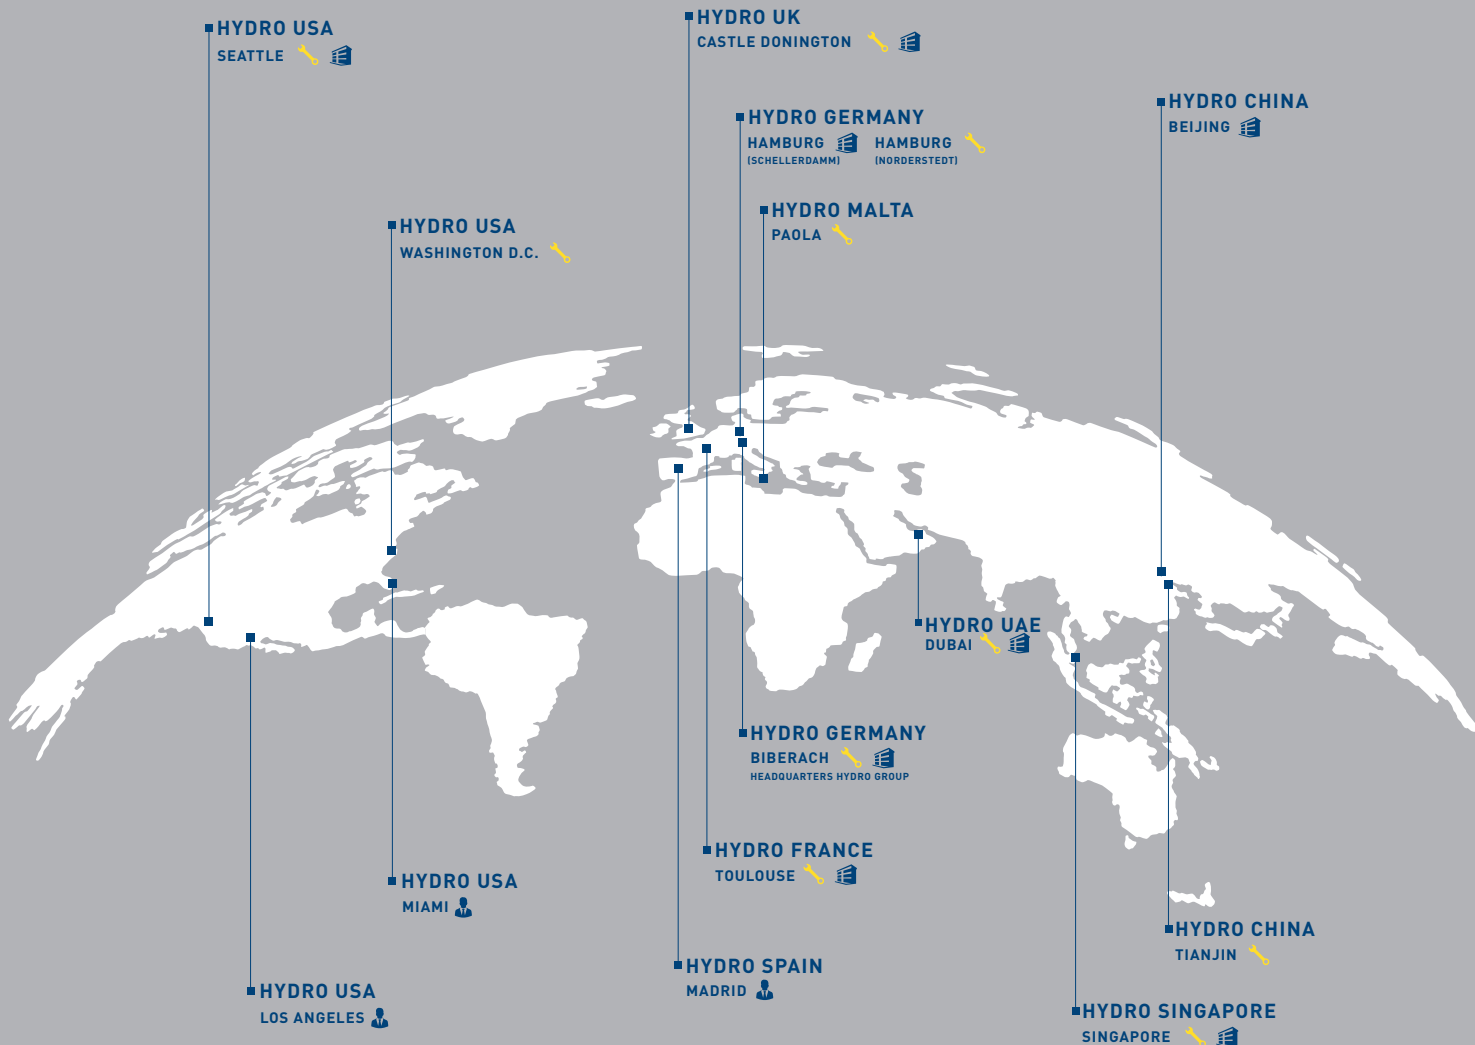 HYDRO USA
SEATTLE
HYDRO UK
CASTLE DONINGTON
HYDRO CHINA
BEIJING
HYDRO GERMANY
HAMBURG HAMBURG
(SCHELLERDAMM) (NORDERSTEDT)
HYDRO MALTA
PAOLA
HYDRO USA
WASHINGTON D.C.
HYDRO UAE
DUBAI
HYDRO GERMANY
BIBERACH
HEADQUARTERS HYDRO GROUP
HYDRO FRANCE
TOULOUSE
HYDRO USA
MIAMI
HYDRO CHINA
TIANJIN
HYDRO SPAIN
MADRID
HYDRO USA
LOS ANGELES
HYDRO SINGAPORE
SINGAPORE